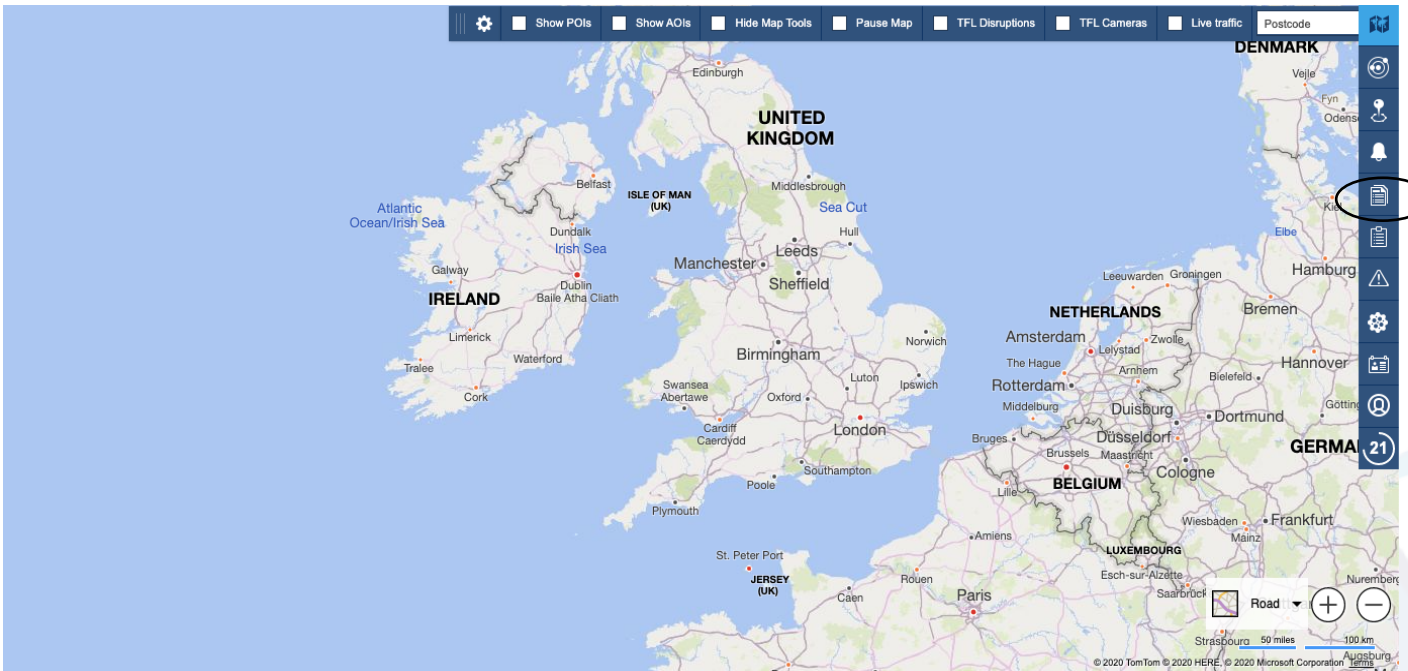 Show POIs Show AOIs Hide Map Tools Pause Map TFL Disruptions TFL Cameras Live traffic Postcode
DENMARK
Edinburgh
Vejle
Fyn
UNITED
KINGDOM
Belfast
ISLE OF MAN
(UK)
Middlesbrough
Atlantic
Ocean/Irish Sea
Sea Cut
Dundalk
Hull
Elbe
Irish Sea
Leeds
Manchester
Galway
Sheffield
Leeuwarden Groningen
Hamburg
Dublin
Baile Atha Cliath
IRELAND
NETHERLANDS
Bremen
Limerick
Norwich
Amsterdam
Zwolle
Lelystad
Birmingham
Waterford
The Hague
Arnhem
Hannover
Tralee
Luton
Ipswich
Bielefeld
Swansea
Abertawe
Oxford
Rotterdam
Cork
Middelburg
Duisburg
Dortmund
Cardiff
Caerdydd
London
Bruges
Düsseldorf
GERMA
21
Brussels
Maastricht
Southampton
Cologne
Poole
BELGIUM
Lille
Plymouth
Wiesbaden
Frankfurt
Amiens
Mainz
St. Peter Port
LUXEMBOURG
JERSEY
(UK)
Rouen
Esch-sur-Alzette
Nuremberg
Caen
Paris
Saarbrück
Road
Strasbourg
50 miles 100 km
Augsburg
© 2020 TomTom © 2020 HERE, © 2020 Microsoft Corporation Terms